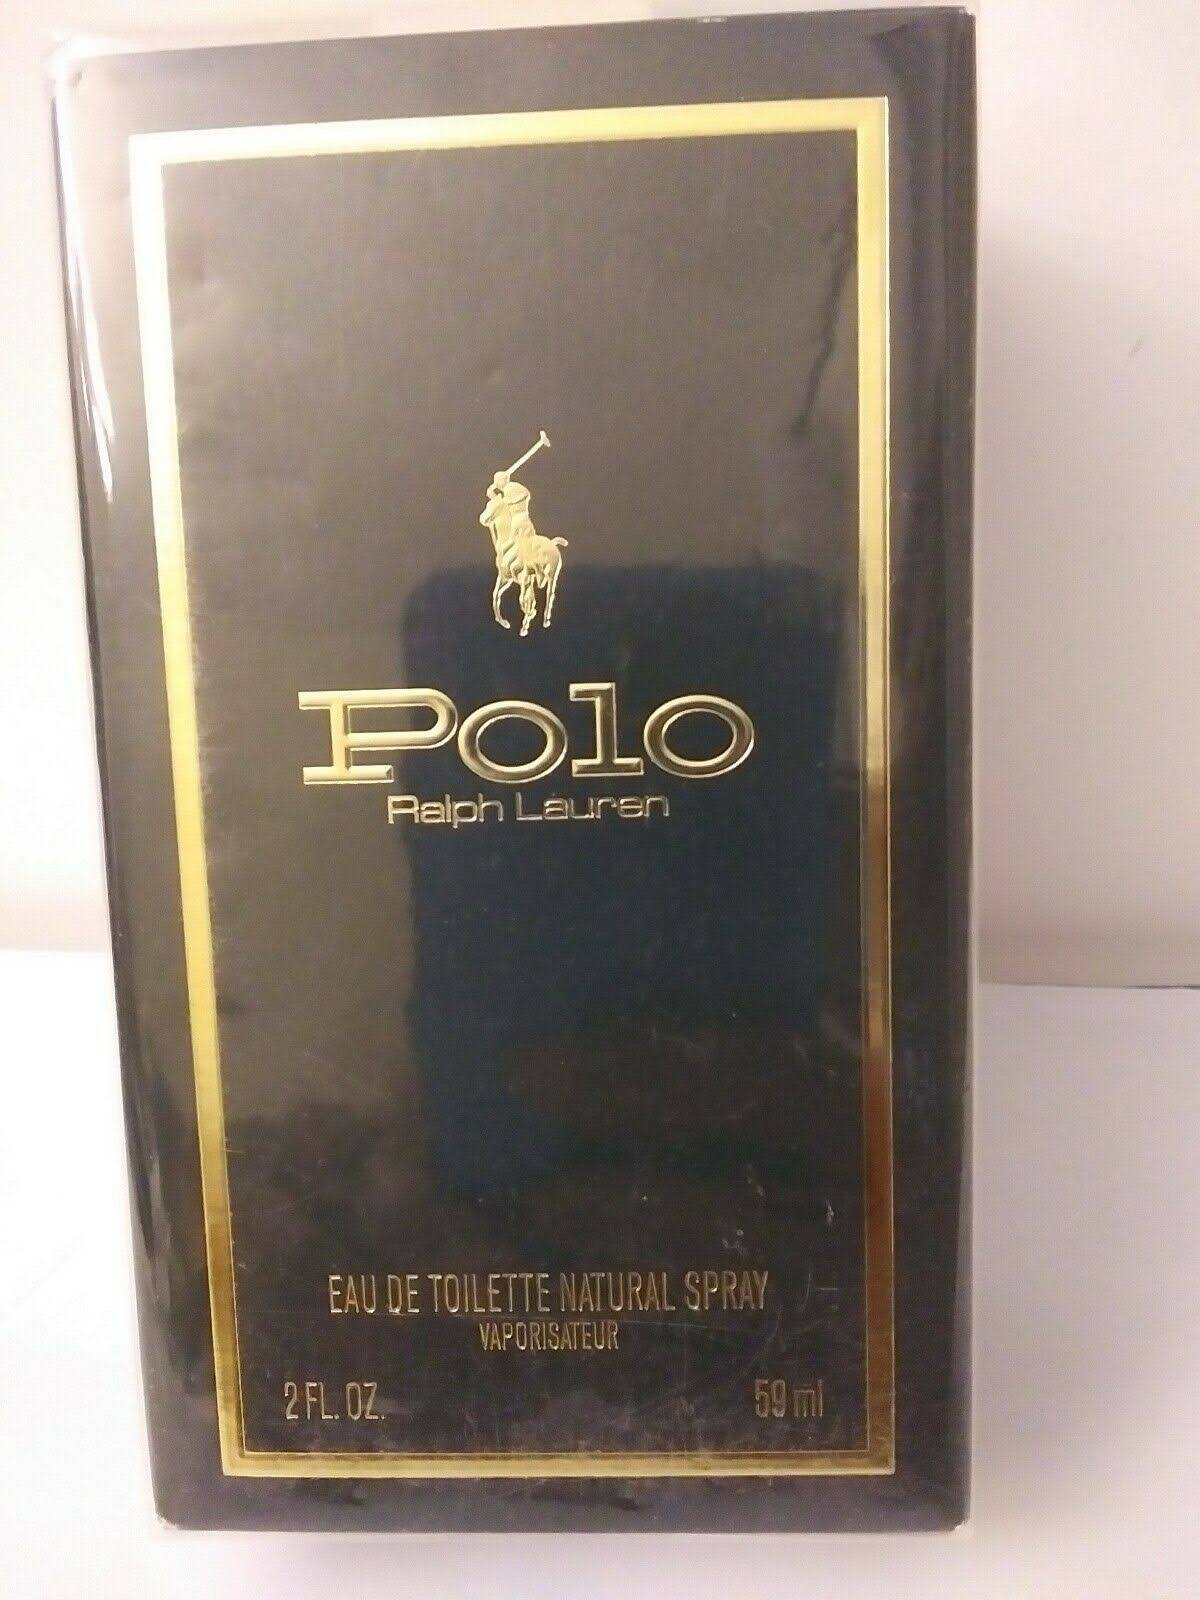 Polo
Ralph Lauren
EAU DE TOILETTE NATURAL SPRAY
VAPORISATEUR
2 FL. OZ. 59 ml